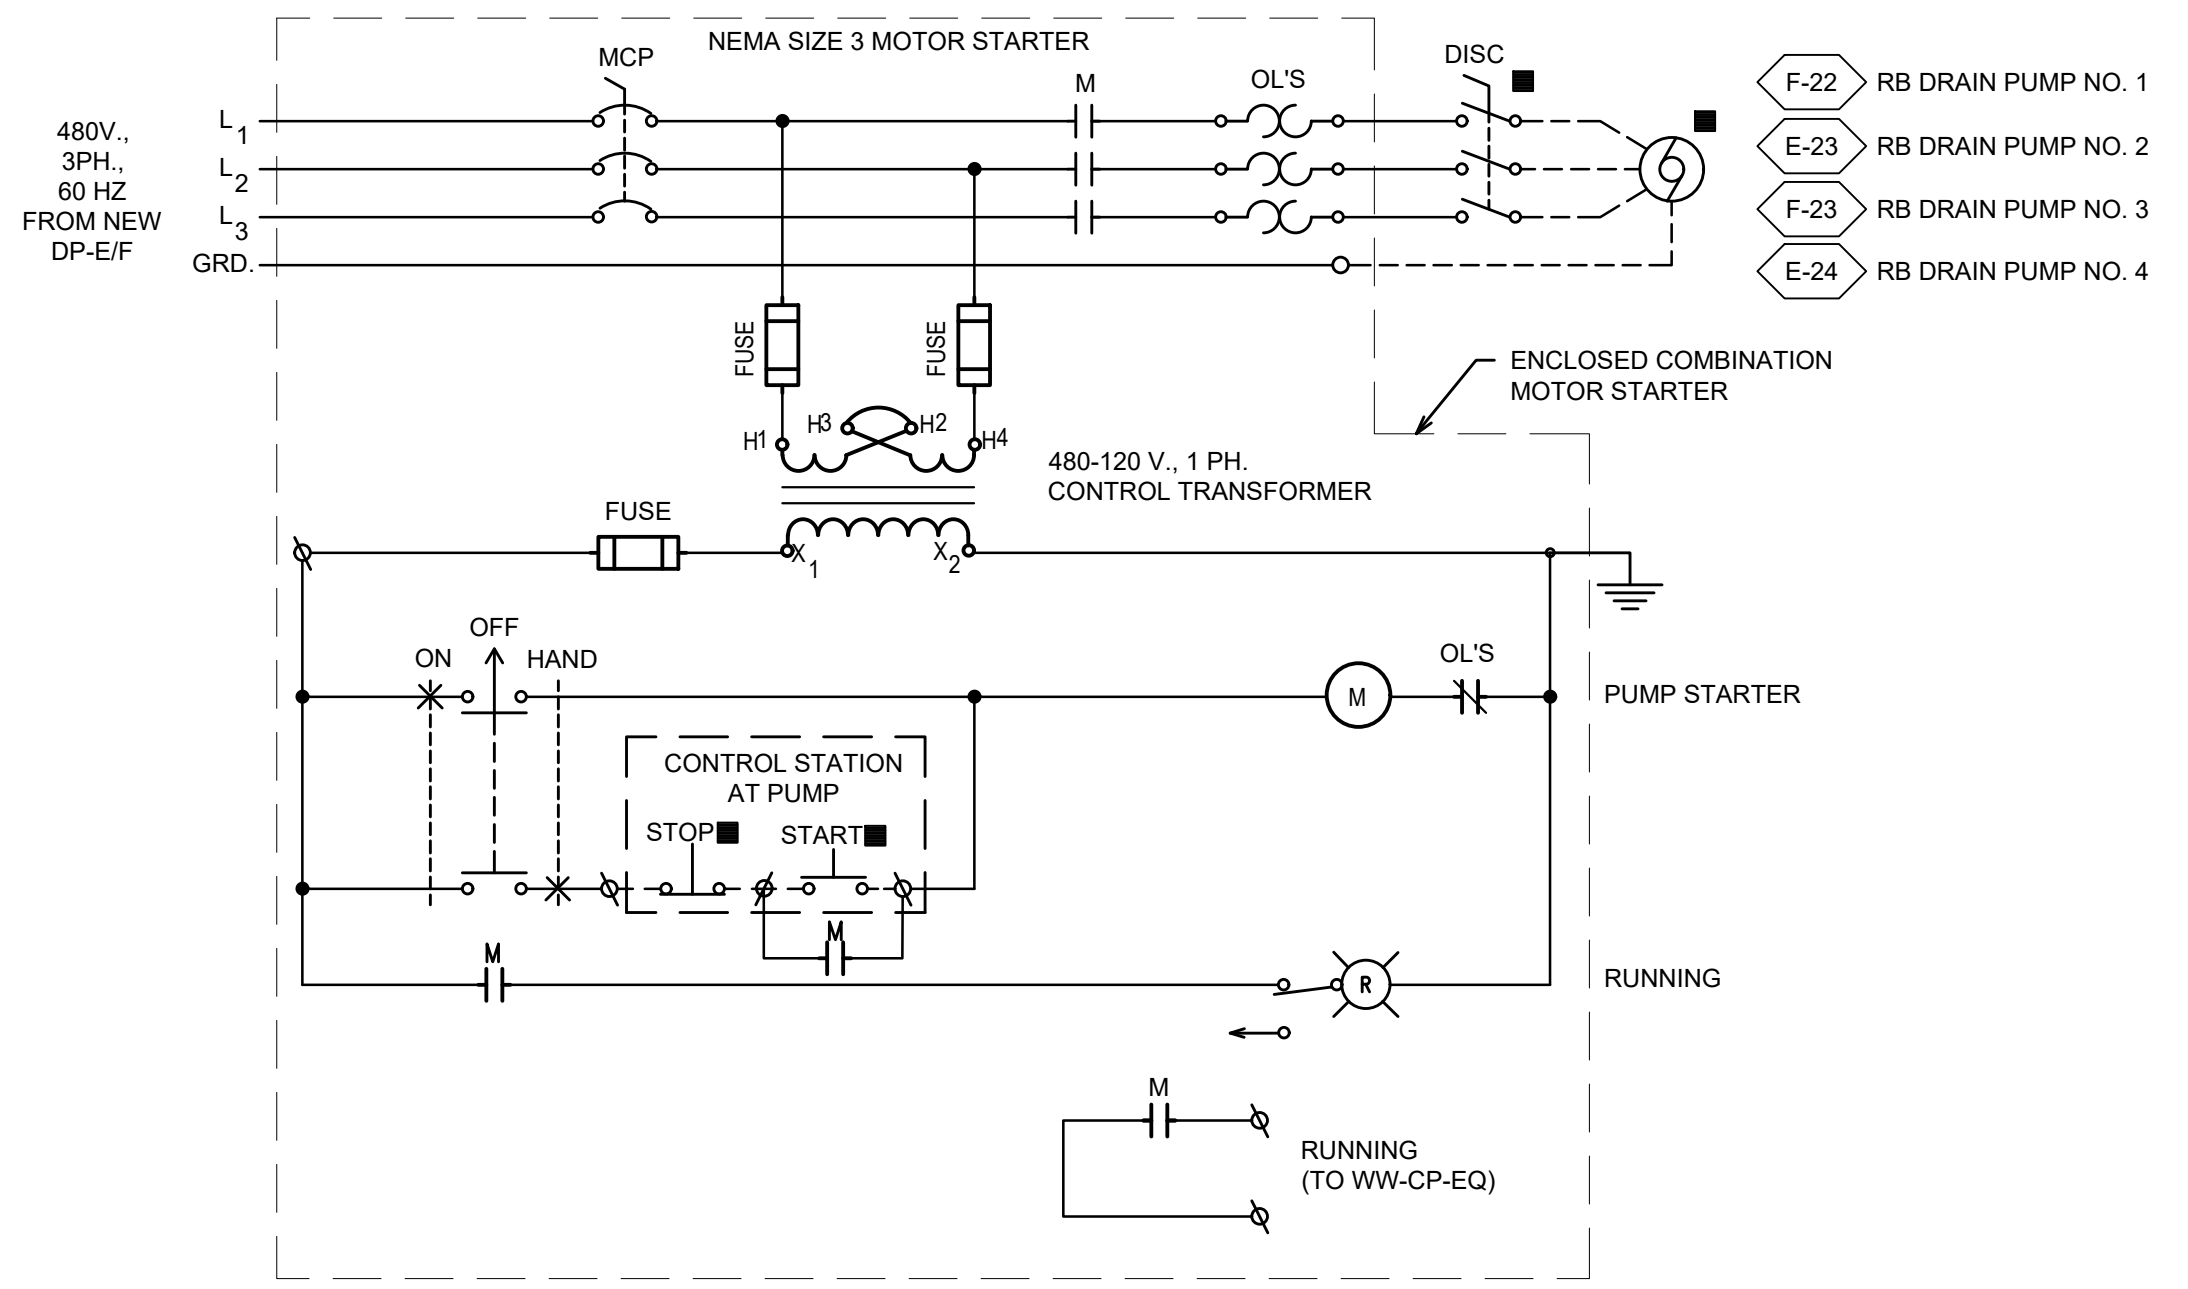 NEMA SIZE 3 MOTOR STARTER
MCP
M
OL'S
DISC
480V.,
3PH.,
60 HZ
FROM NEW
DP-E/F
L1
L2
L3
GRD.
F-22 RB DRAIN PUMP NO. 1
E-23 RB DRAIN PUMP NO. 2
F-23 RB DRAIN PUMP NO. 3
E-24 RB DRAIN PUMP NO. 4
FUSE
FUSE
ENCLOSED COMBINATION
MOTOR STARTER
H1
H3
H2
H4
480-120 V., 1 PH.
CONTROL TRANSFORMER
FUSE
X1
X2
ON
OFF
HAND
M
OL'S
PUMP STARTER
CONTROL STATION
AT PUMP
STOP
START
M
M
R
RUNNING
M
RUNNING
(TO WW-CP-EQ)